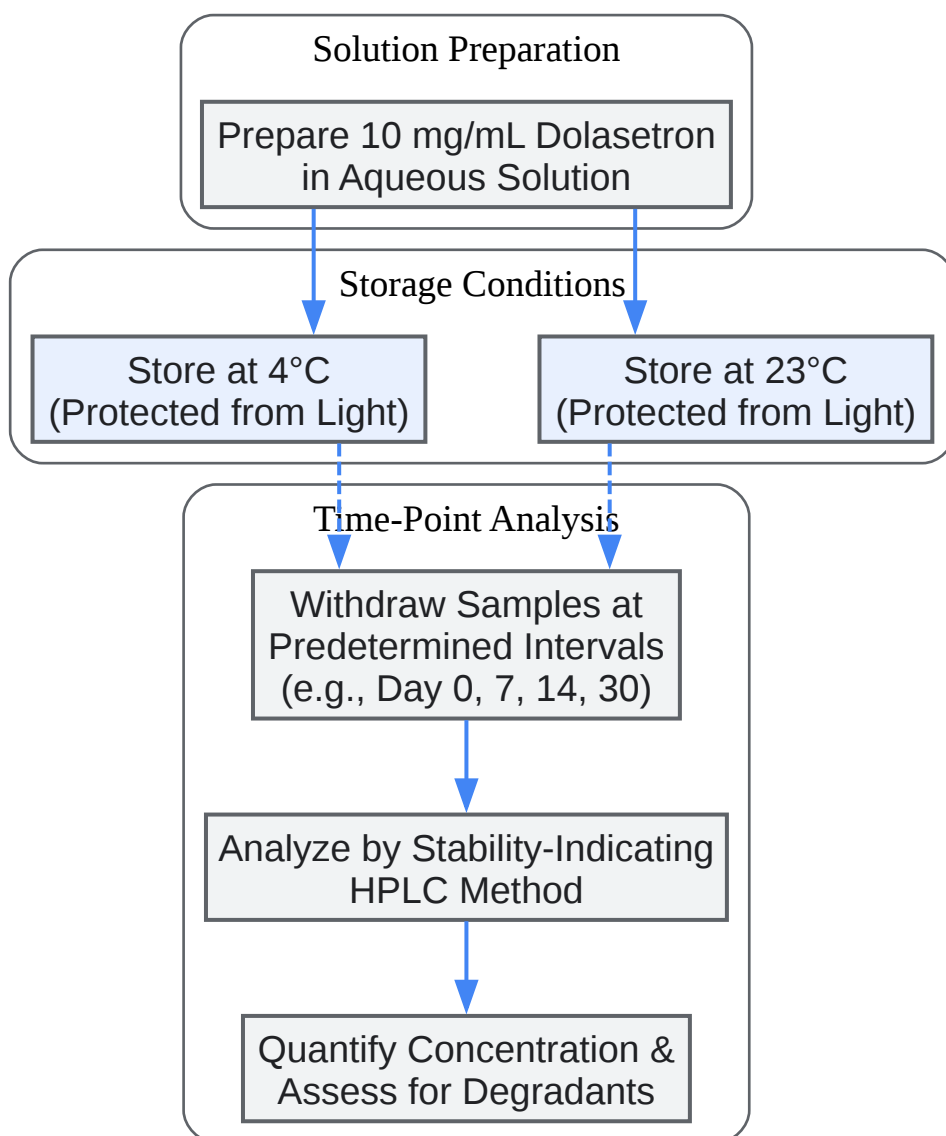 Solution Preparation
Prepare 10 mg/mL Dolasetron
in Aqueous Solution
Storage Conditions
Store at 4°C
(Protected from Light)
Store at 23°C
(Protected from Light)
Time-Point Analysis
Withdraw Samples at
Predetermined Intervals
(e.g., Day 0, 7, 14, 30)
Analyze by Stability-Indicating
HPLC Method
Quantify Concentration &
Assess for Degradants